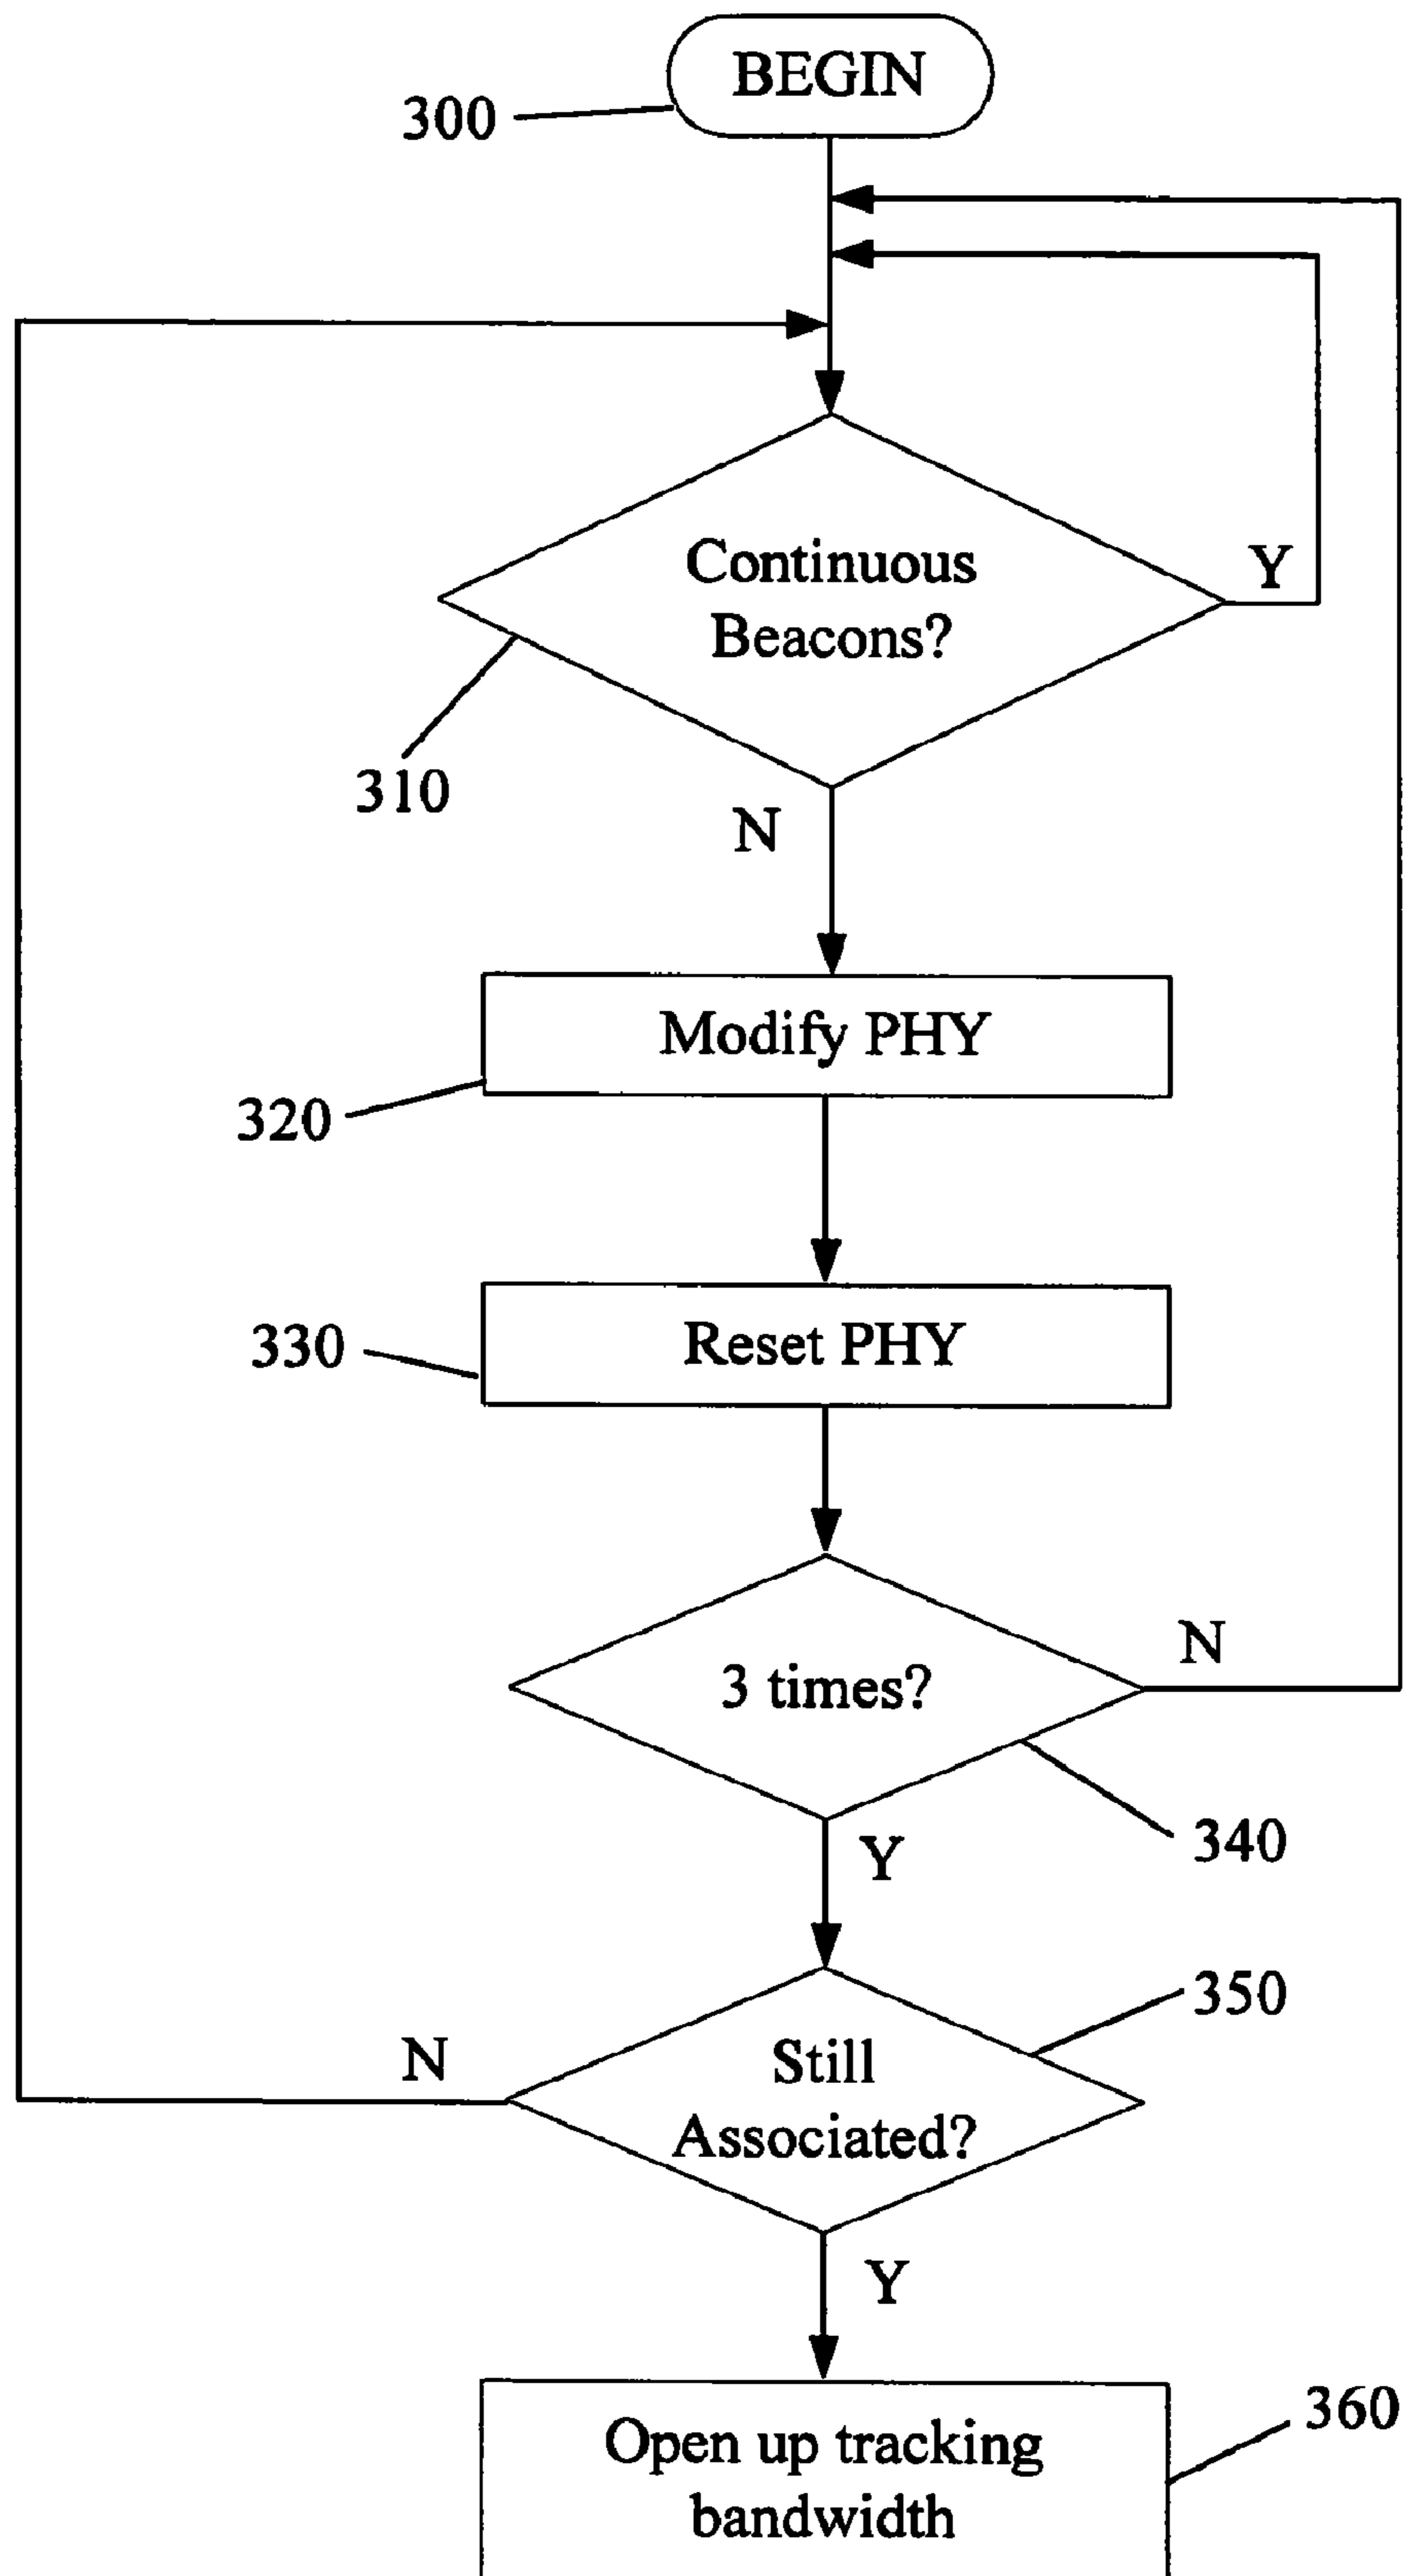 BEGIN
300
Continuous
Beacons?
Y
310
N
Modify PHY
320
Reset PHY
330
3 times?
N
340
Y
350
Still
Associated?
N
Y
Open up tracking
bandwidth
360